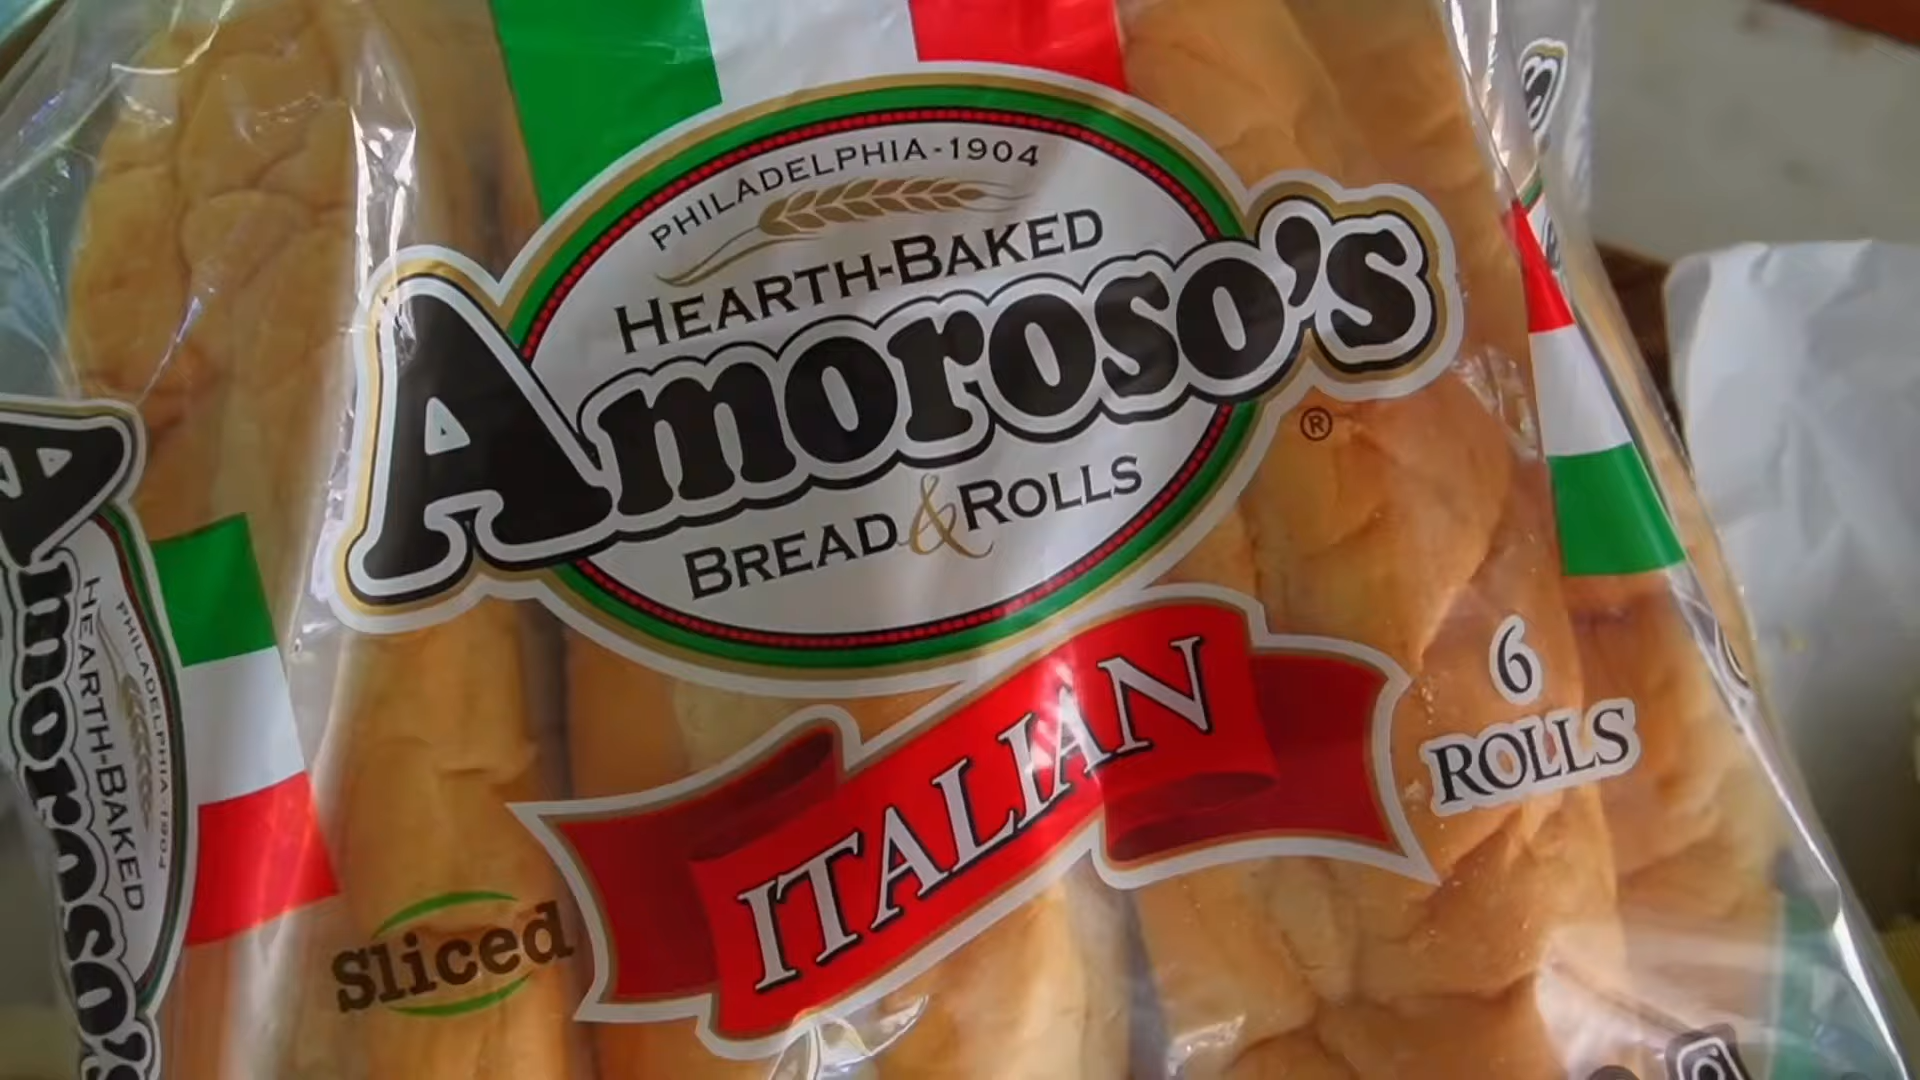 PHILADELPHIA-1904
HEARTH-BAKED
Amoroso's
®
BREAD & ROLLS
ITALIAN
6
ROLLS
Sliced
Amoroso's
HEARTH-BAKED
PHILADELPHIA-1904